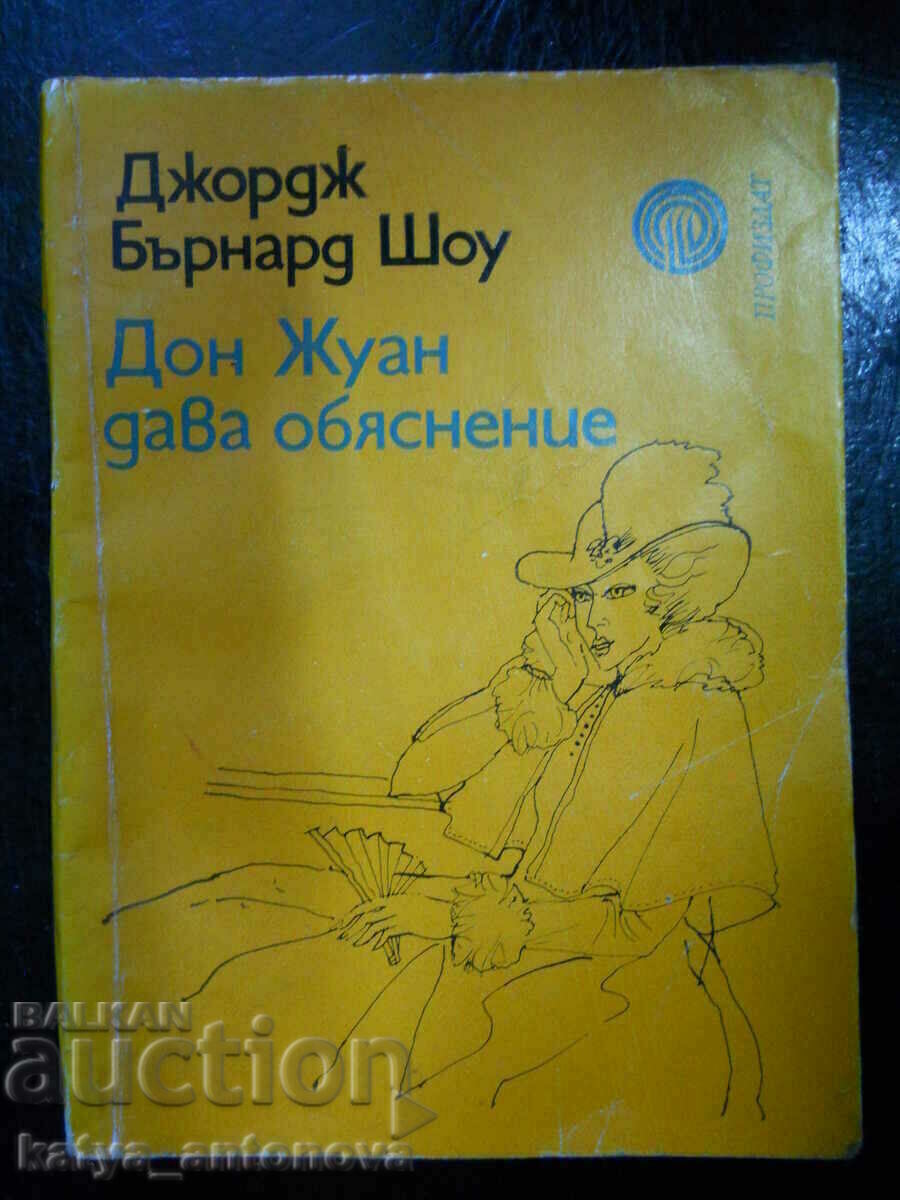 Джордж
Бърнард Шоу
ПРОФИЗДАТ
Дон Жуан
дава обяснение
BALKAN
auction
katya_antonova